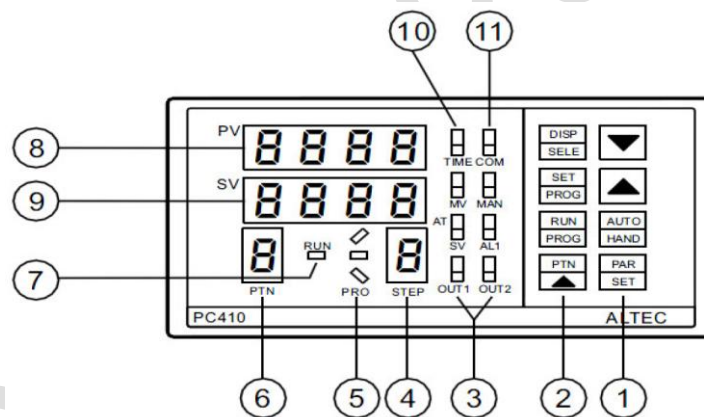 10 11
PV 8888
TIME COM
DISP
SELE
8
SV 8888
MV MAN
SET
PROG
9
AT SV AL1
RUN
PROG
AUTO
HAND
8 RUN 8
7
PTN PRO STEP OUT1 OUT2
PTN
PAR
SET
PC410 ALTEC
6 5 4 3 2 1